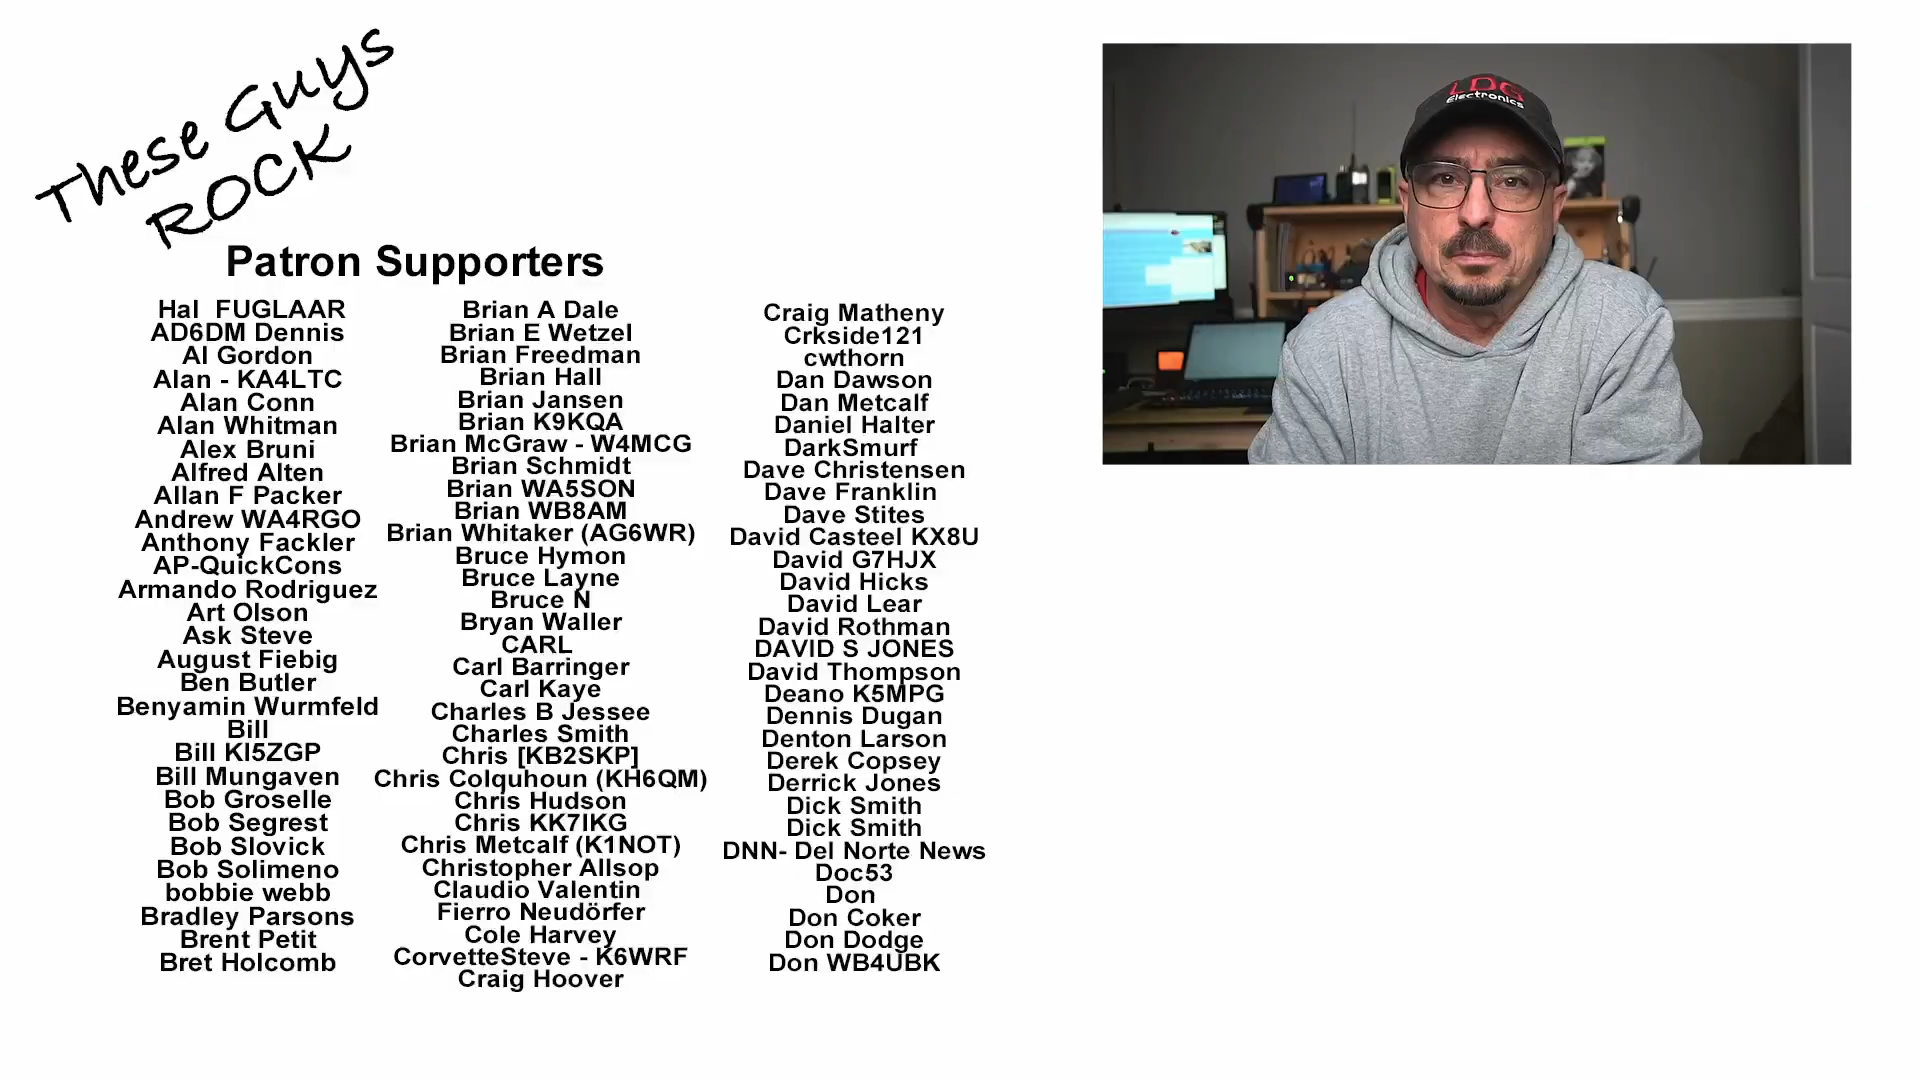 These Guys
ROCK
Patron Supporters
Hal  FUGLAAR
AD6DM Dennis
Al Gordon
Alan - KA4LTC
Alan Conn
Alan Whitman
Alex Bruni
Alfred Alten
Allan F Packer
Andrew WA4RGO
Anthony Fackler
AP-QuickCons
Armando Rodriguez
Art Olson
Ask Steve
August Fiebig
Ben Butler
Benyamin Wurmfeld
Bill
Bill KI5ZGP
Bill Mungaven
Bob Groselle
Bob Segrest
Bob Slovick
Bob Solimeno
bobbie webb
Bradley Parsons
Brent Petit
Bret Holcomb
Brian A Dale
Brian E Wetzel
Brian Freedman
Brian Hall
Brian Jansen
Brian K9KQA
Brian McGraw - W4MCG
Brian Schmidt
Brian WA5SON
Brian WB8AM
Brian Whitaker (AG6WR)
Bruce Hymon
Bruce Layne
Bruce N
Bryan Waller
CARL
Carl Barringer
Carl Kaye
Charles B Jessee
Charles Smith
Chris [KB2SKP]
Chris Colquhoun (KH6QM)
Chris Hudson
Chris KK7IKG
Chris Metcalf (K1NOT)
Christopher Allsop
Claudio Valentin
Fierro Neudörfer
Cole Harvey
CorvetteSteve - K6WRF
Craig Hoover
Craig Matheny
Crkside121
cwthorn
Dan Dawson
Dan Metcalf
Daniel Halter
DarkSmurf
Dave Christensen
Dave Franklin
Dave Stites
David Casteel KX8U
David G7HJX
David Hicks
David Lear
David Rothman
DAVID S JONES
David Thompson
Deano K5MPG
Dennis Dugan
Denton Larson
Derek Copsey
Derrick Jones
Dick Smith
Dick Smith
DNN- Del Norte News
Doc53
Don
Don Coker
Don Dodge
Don WB4UBK
LDG
Electronics